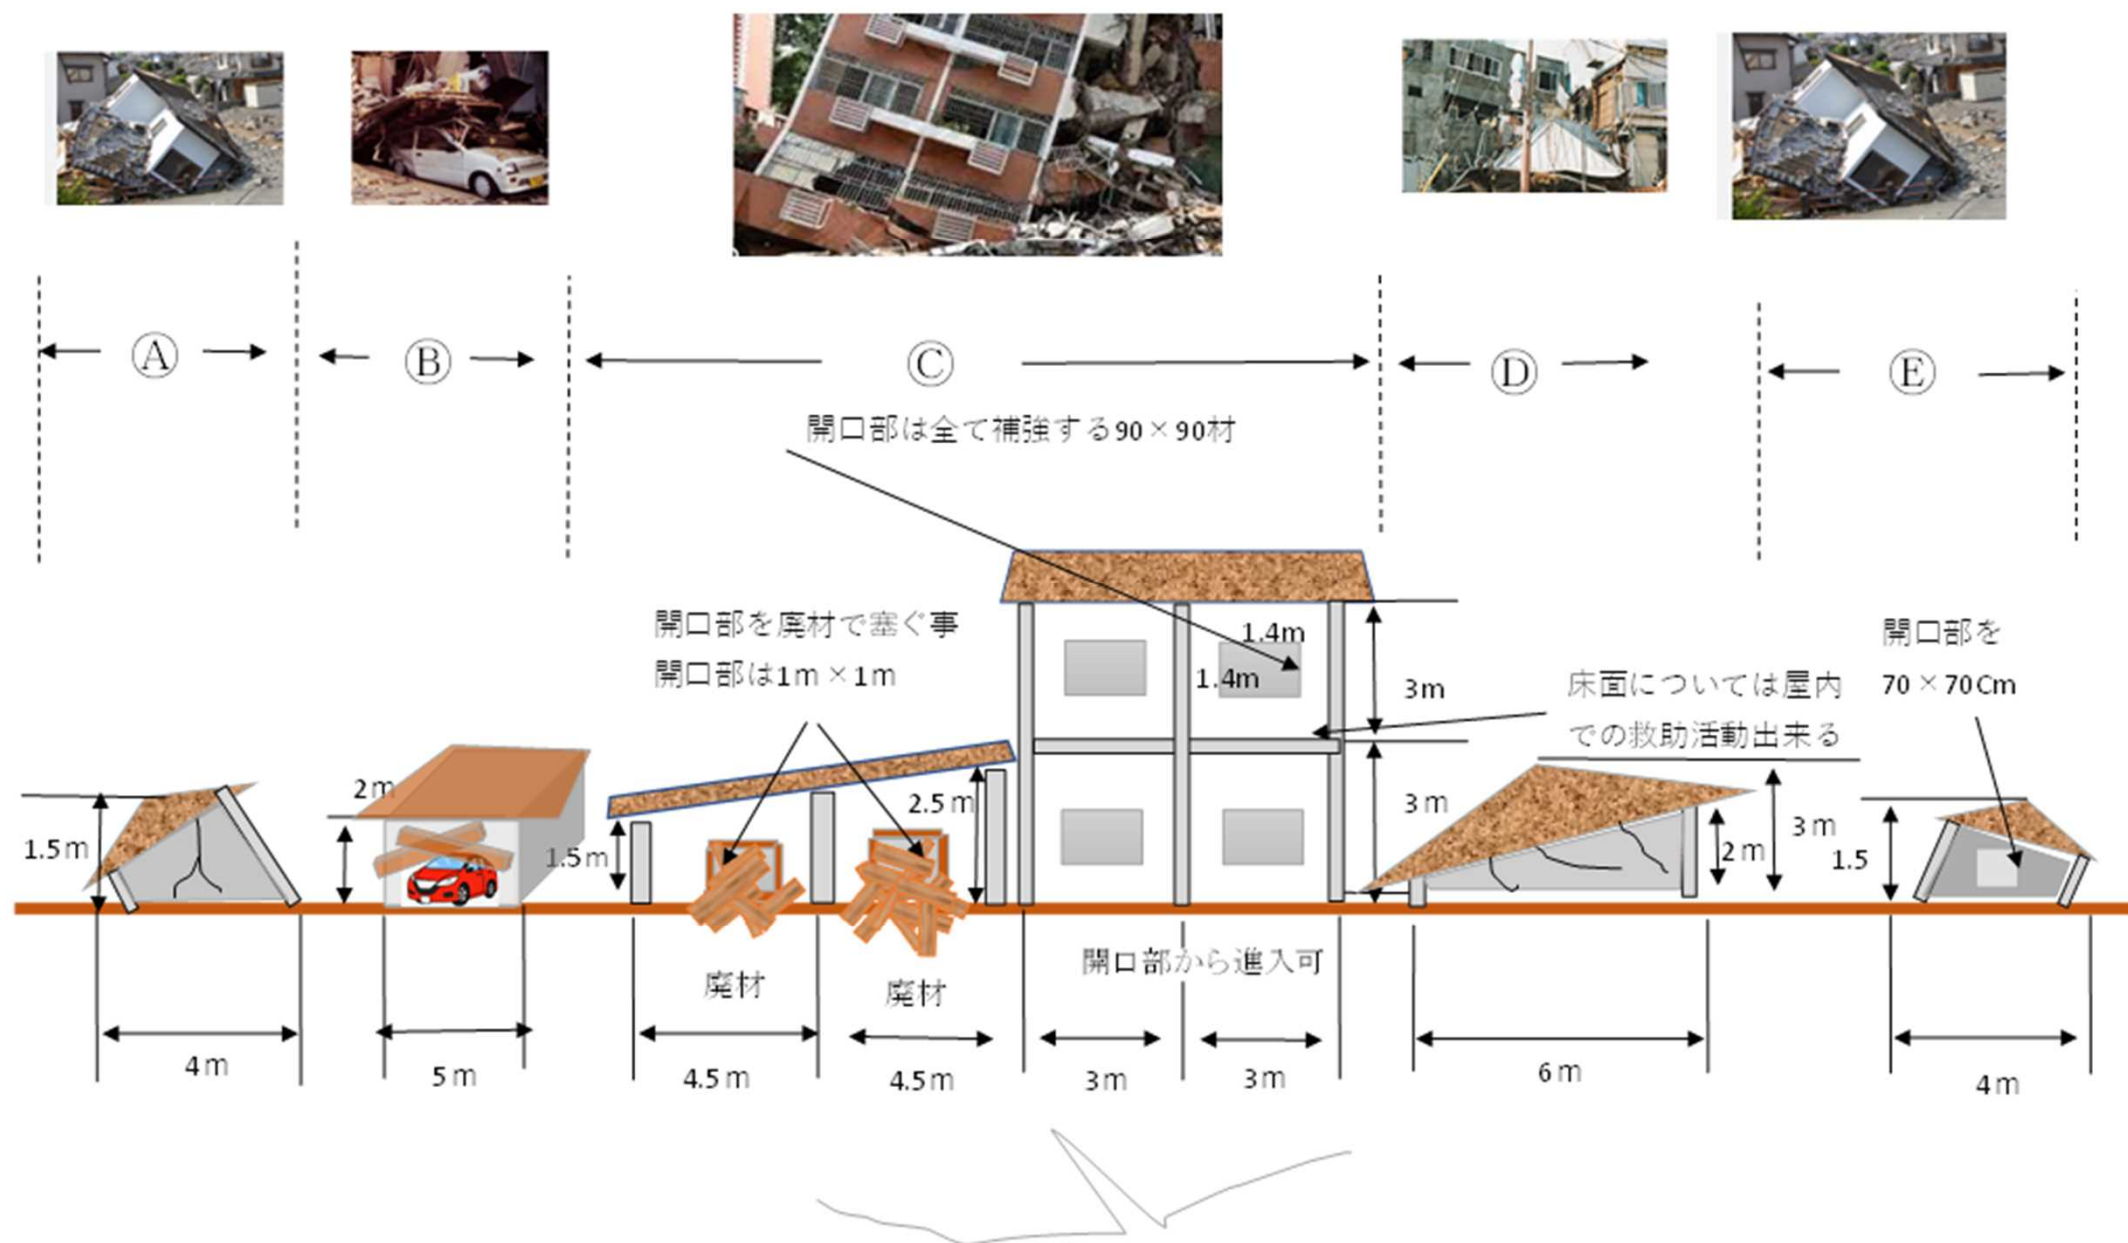 Ⓐ
Ⓑ
Ⓒ
Ⓓ
Ⓔ
開口部は全て補強する90×90材
開口部を廃材で塞ぐ事
開口部は1m×1m
1.4m
1.4m
3m
床面については屋内
での救助活動出来る
開口部を
70×70Cm
1.5m
2m
1.5m
2.5m
3m
2m
3m
1.5
廃材
廃材
開口部から進入可
4m
5m
4.5m
4.5m
3m
3m
6m
4m